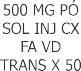 500 MG PÓ
SOL INJ CX
FA VD
TRANS X 50